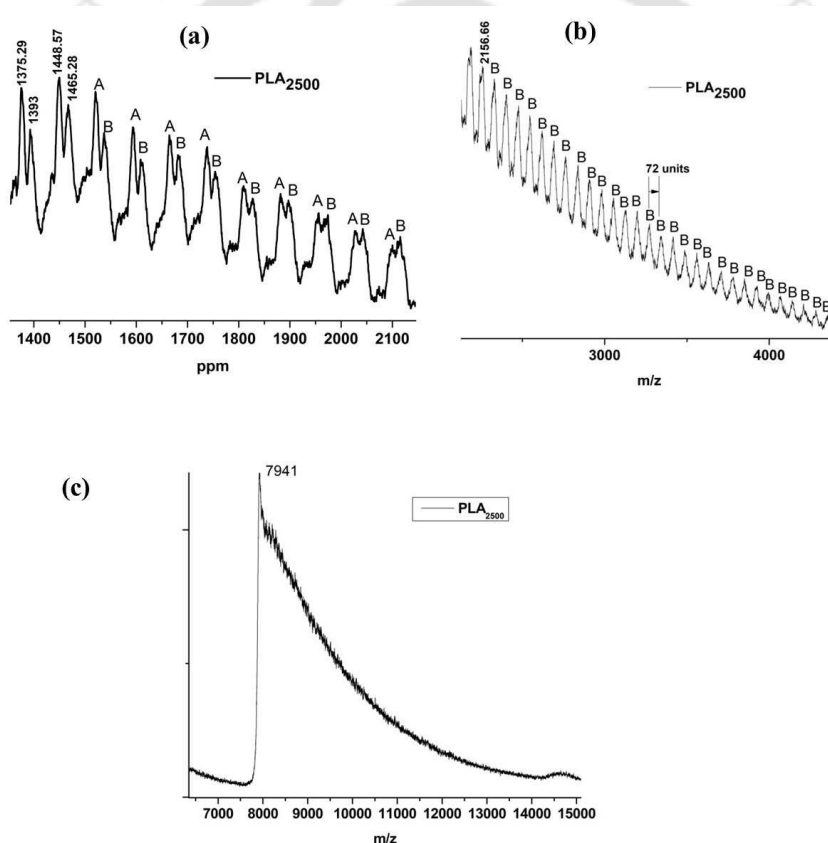 (a)
1375.29
1393
1448.57
1465.28
PLA2500
A B A B A B A B A B A B A B A B A B
1400 1500 1600 1700 1800 1900 2000 2100
ppm
(b)
2156.66
PLA2500
B B B B B B B B B B B B B B B B B B B B B B B B B B B B B
72 units
3000 4000
m/z
(c)
7941
PLA2500
7000 8000 9000 10000 11000 12000 13000 14000 15000
m/z